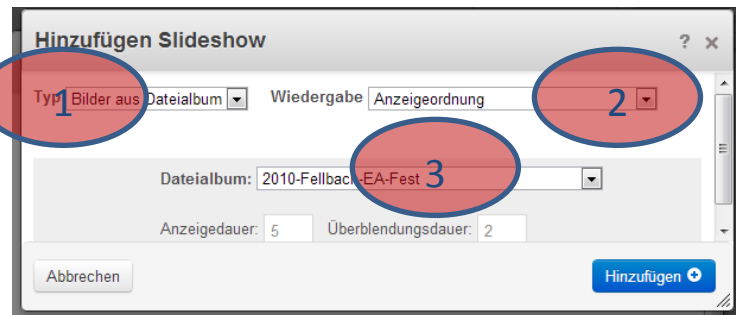 Hinzufügen Slideshow ? ×
Typ 1 Bilder aus Dateialbum Wiedergabe Anzeigeordnung 2
Dateialbum: 2010-Fellbach-EA-Fest 3
Anzeigedauer: 5 Überblendungsdauer: 2
Abbrechen Hinzufügen